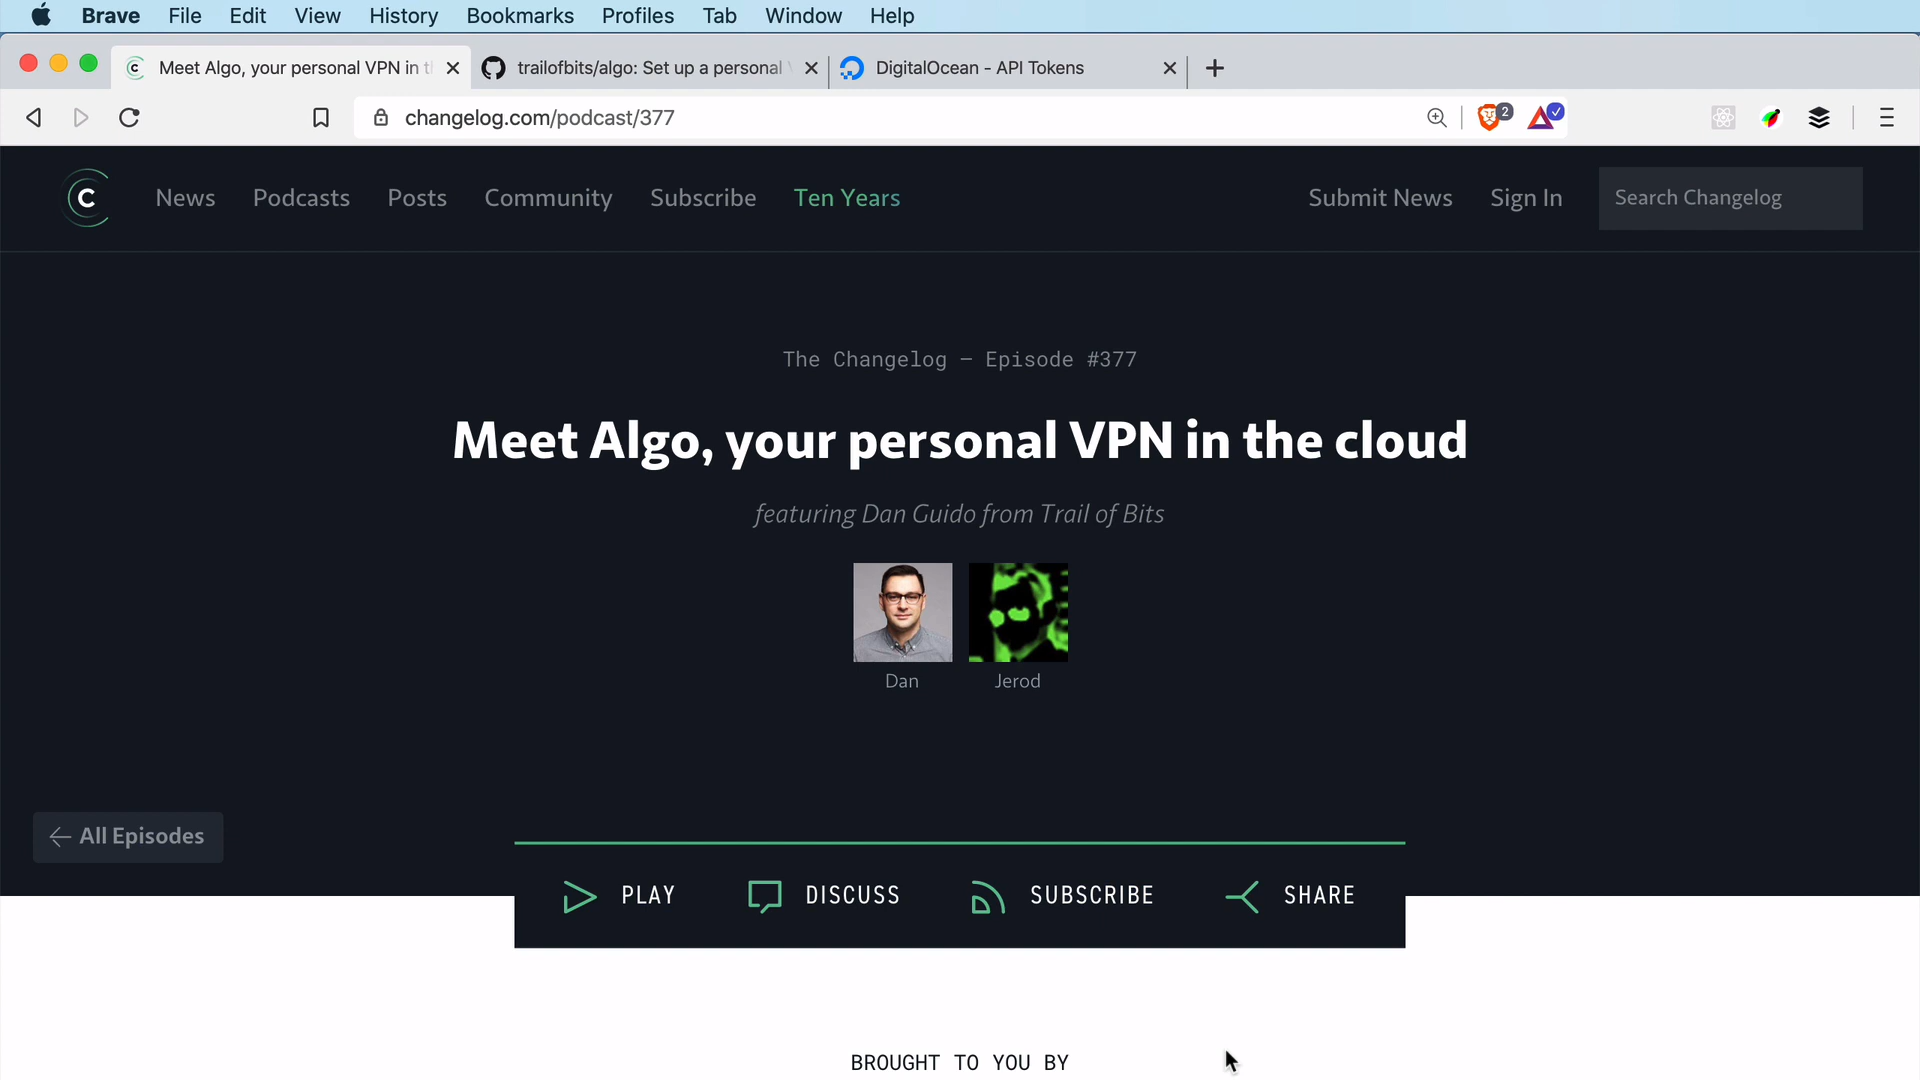 Brave File Edit View History Bookmarks Profiles Tab Window Help
Meet Algo, your personal VPN in t
trailofbits/algo: Set up a personal
DigitalOcean - API Tokens
changelog.com/podcast/377
2
C
News Podcasts Posts Community Subscribe Ten Years
Submit News Sign In Search Changelog
The Changelog — Episode #377
Meet Algo, your personal VPN in the cloud
featuring Dan Guido from Trail of Bits
Dan Jerod
All Episodes
PLAY DISCUSS SUBSCRIBE SHARE
BROUGHT TO YOU BY